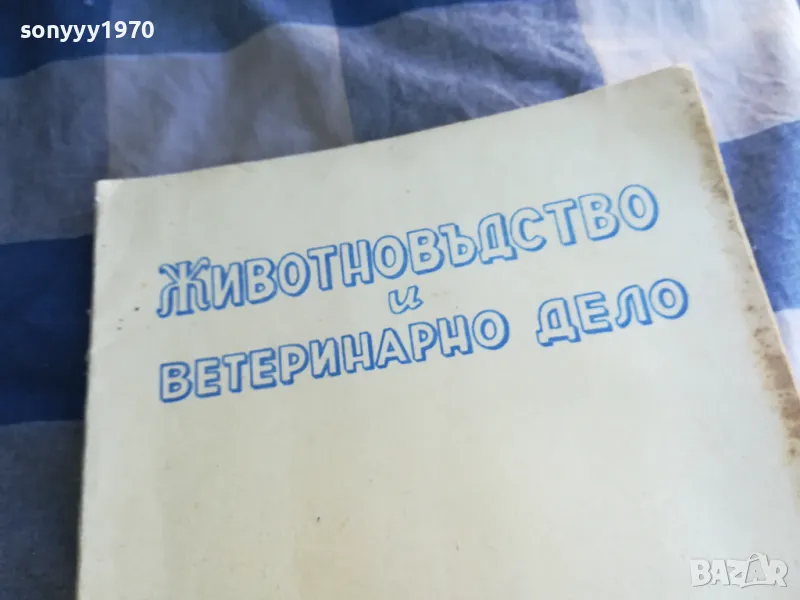 sonyyy1970
ЖИВОТНОВЪДСТВО
и
ВЕТЕРИНАРНО ДЕЛО
BAZAR